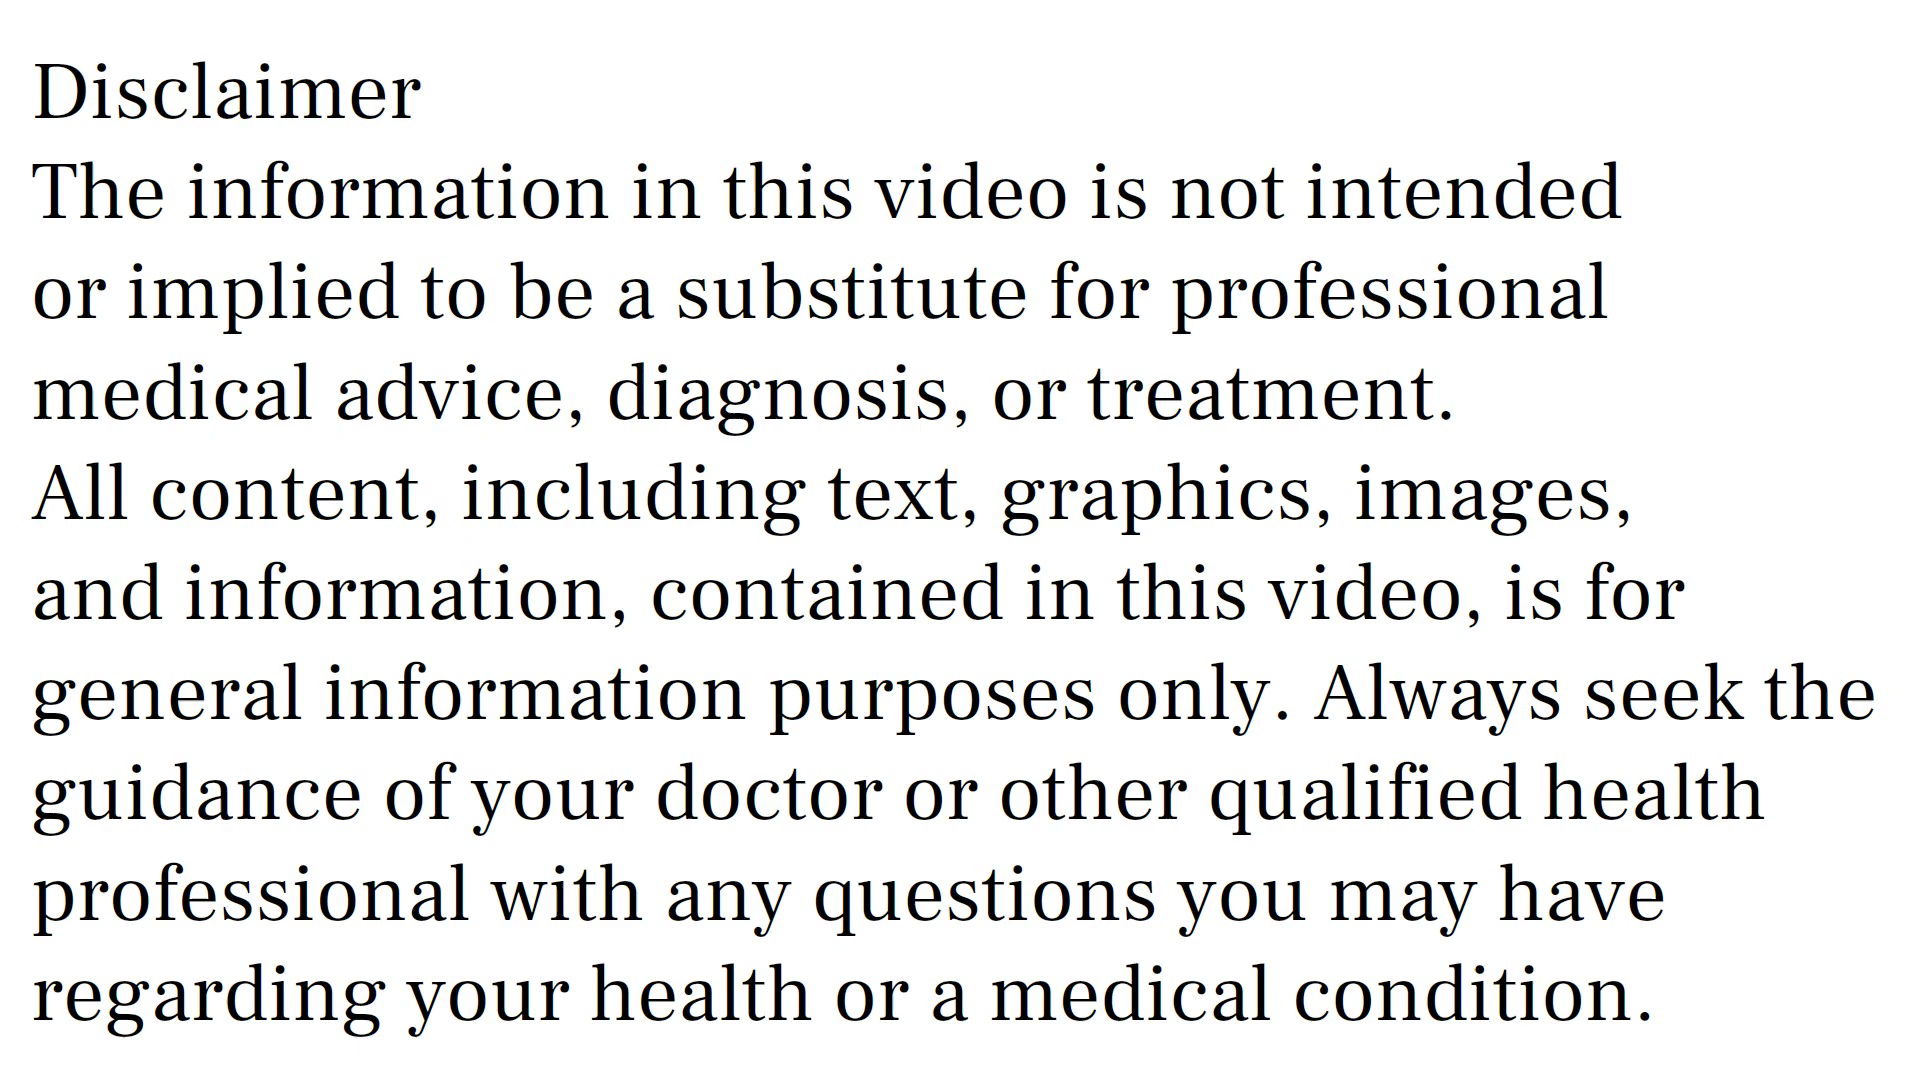 Disclaimer
The information in this video is not intended
or implied to be a substitute for professional
medical advice, diagnosis, or treatment.
All content, including text, graphics, images,
and information, contained in this video, is for
general information purposes only. Always seek the
guidance of your doctor or other qualified health
professional with any questions you may have
regarding your health or a medical condition.